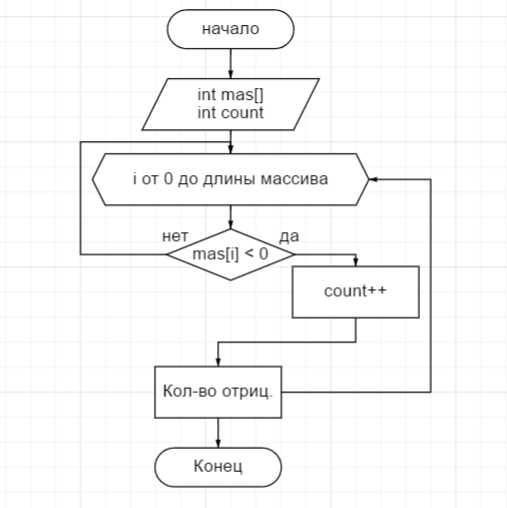 начало
int mas[]
int count
i от 0 до длины массива
нет
да
mas[i] < 0
count++
Кол-во отриц.
Конец